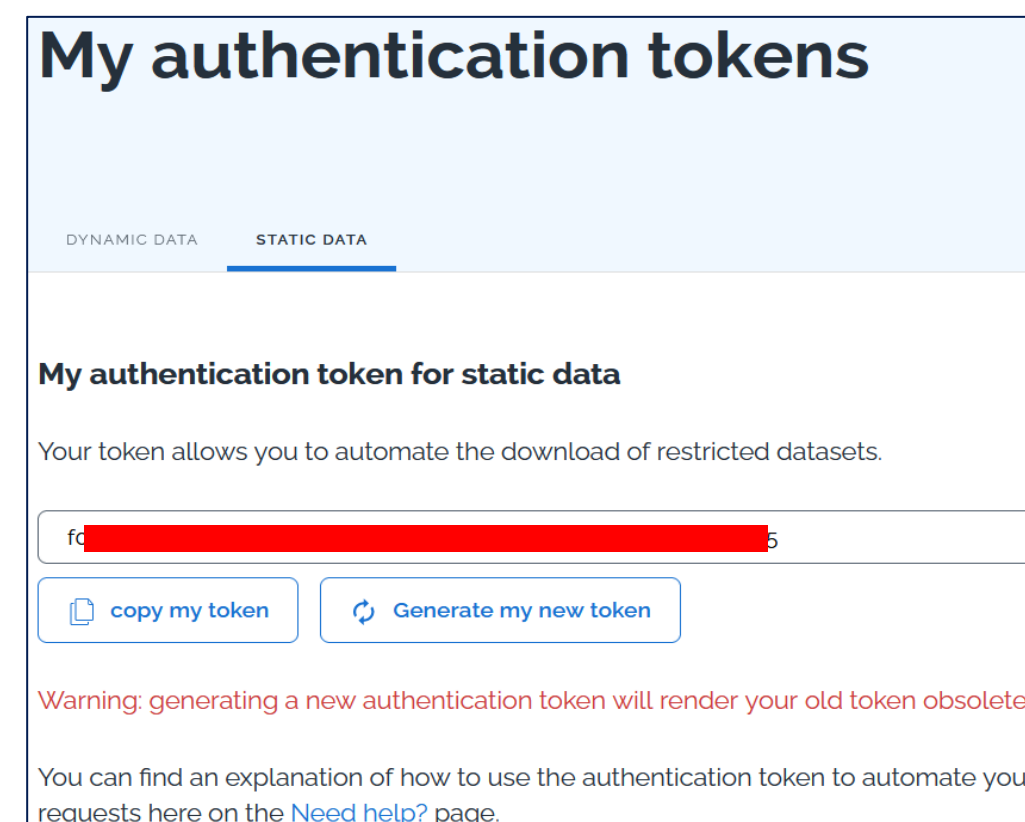 My authentication tokens
DYNAMIC DATA STATIC DATA
My authentication token for static data
Your token allows you to automate the download of restricted datasets.
5
copy my token Generate my new token
Warning: generating a new authentication token will render your old token obsolete
You can find an explanation of how to use the authentication token to automate you
requests here on the Need help? page.